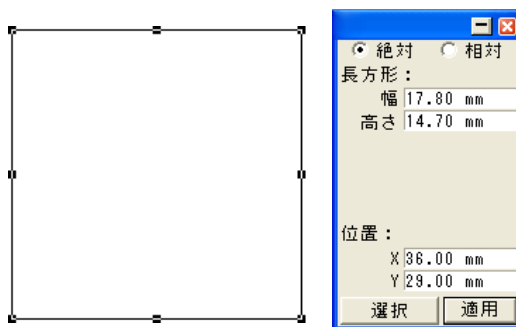 絶対 相対
長方形：
幅 17.80 mm
高さ 14.70 mm
位置：
X 36.00 mm
Y 29.00 mm
選択 適用